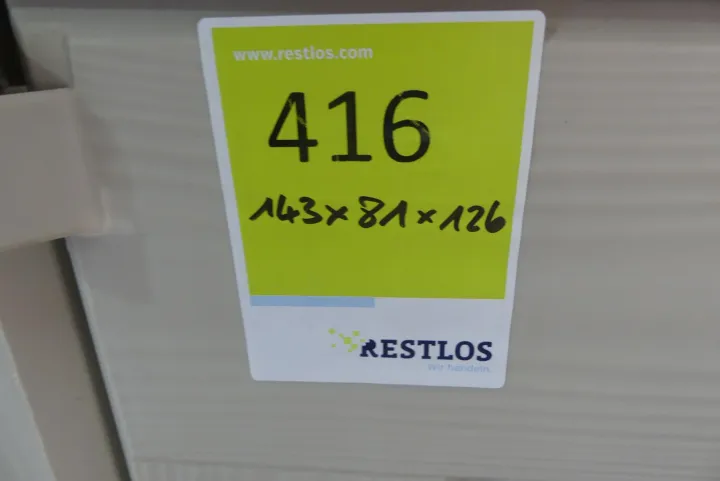 www.restlos.com
416
143x81x126
RESTLOS
Wir handeln.